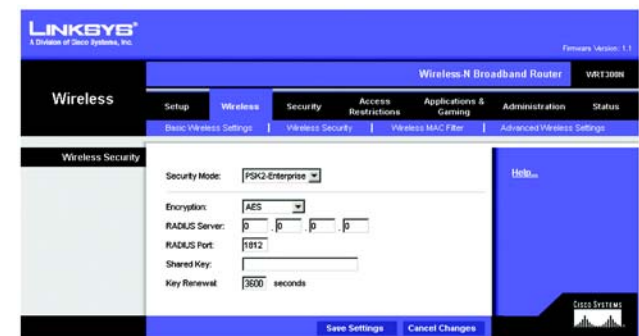 LINKSYS®
A Division of Cisco Systems, Inc.
Firmware Version: 1.1
Wireless-N Broadband Router WRT300N
Wireless
Setup Wireless Security Access Restrictions Applications & Gaming Administration Status
Basic Wireless Settings | Wireless Security | Wireless MAC Filter | Advanced Wireless Settings
Wireless Security
Security Mode: PSK2-Enterprise
Help...
Encryption: AES
RADIUS Server: 0 . 0 . 0 . 0
RADIUS Port: 1812
Shared Key:
Key Renewal: 3600 seconds
Save Settings Cancel Changes
CISCO SYSTEMS